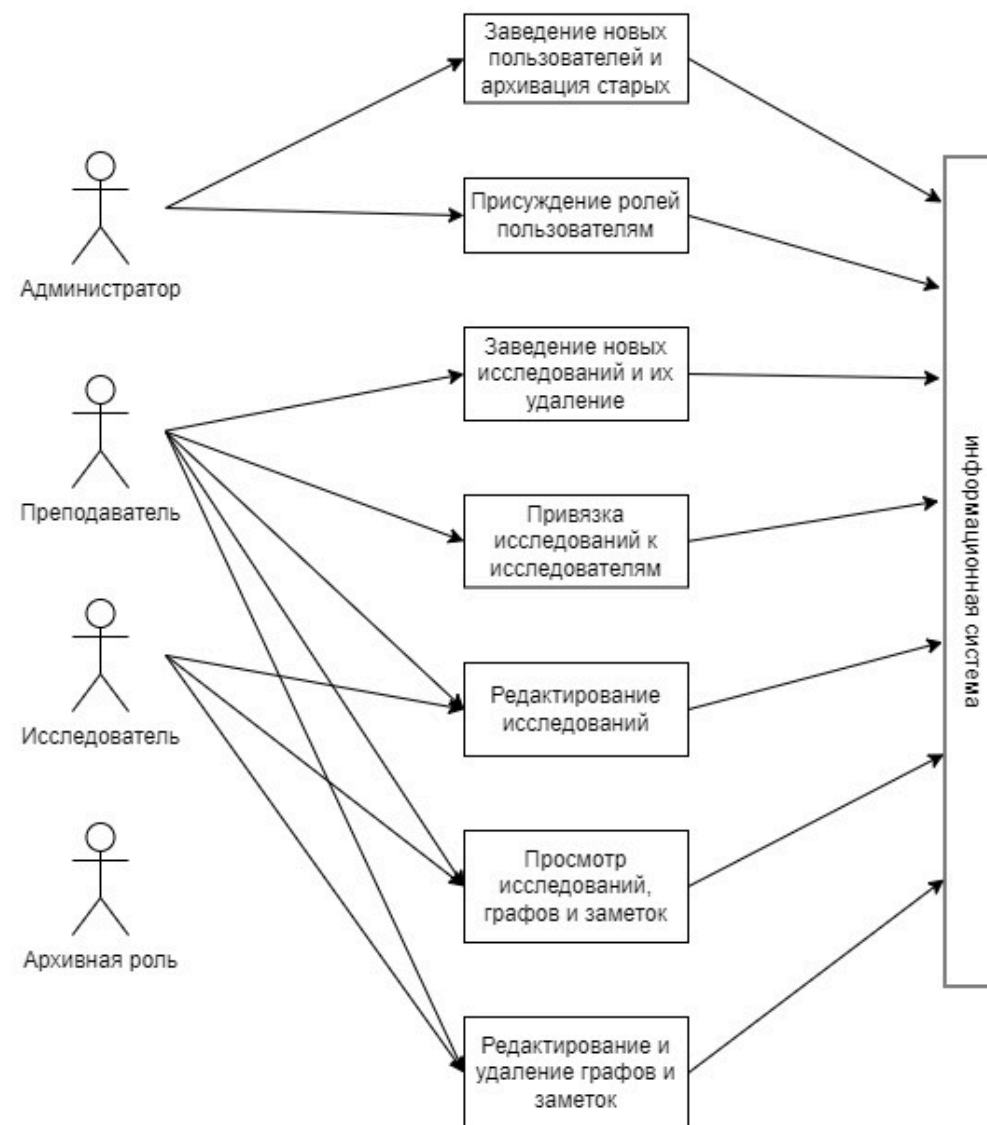 Заведение новых
пользователей и
архивация старых
Администратор
Присуждение ролей
пользователям
Преподаватель
Заведение новых
исследований и их
удаление
Привязка
исследований к
исследователям
информационная система
Исследователь
Редактирование
исследований
Архивная роль
Просмотр
исследований,
графов и заметок
Редактирование и
удаление графов и
заметок